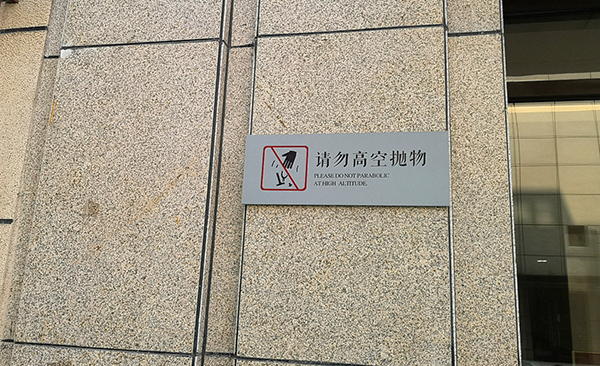 请勿高空抛物
PLEASE DO NOT PARABOLIC
AT HIGH ALTITUDE.